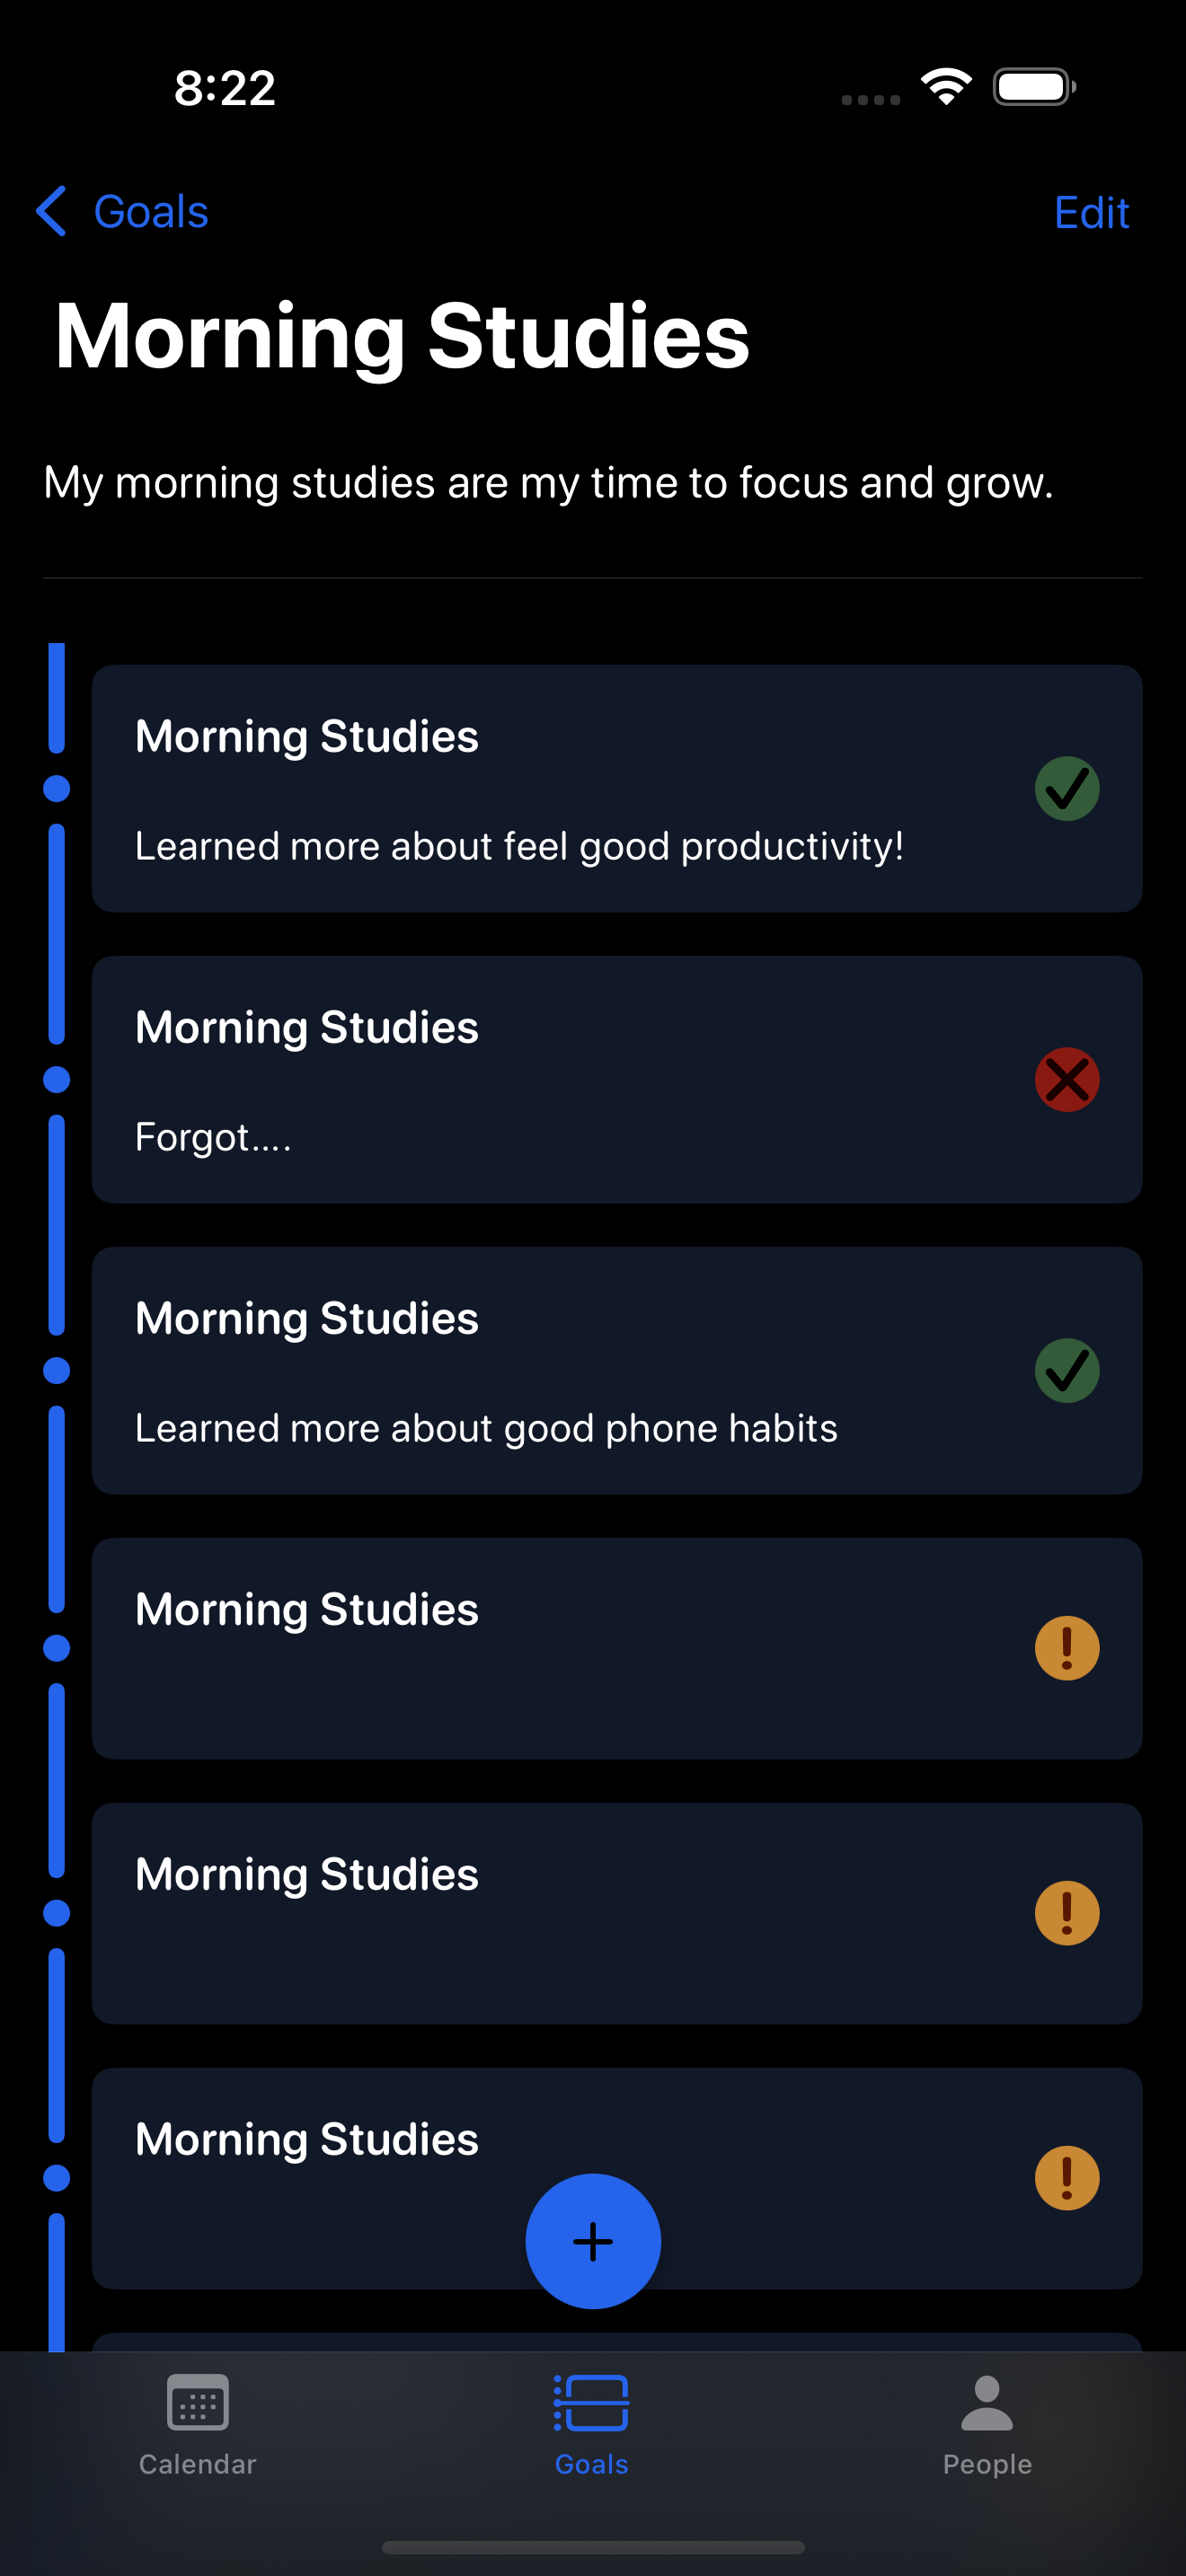 8:22
Goals
Edit
Morning Studies
My morning studies are my time to focus and grow.
Morning Studies
Learned more about feel good productivity!
Morning Studies
Forgot....
Morning Studies
Learned more about good phone habits
Morning Studies
Morning Studies
Morning Studies
Calendar
Goals
People